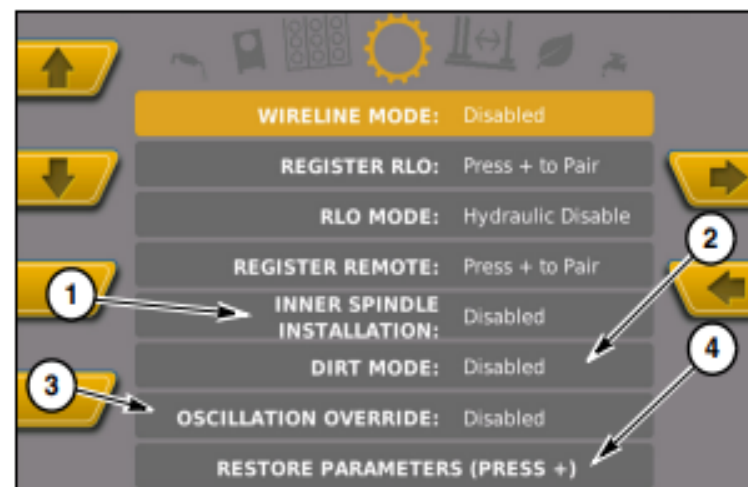 WIRELINE MODE: Disabled
REGISTER RLO: Press + to Pair
RLO MODE: Hydraulic Disable
2
REGISTER REMOTE: Press + to Pair
1
INNER SPINDLE
INSTALLATION: Disabled
4
DIRT MODE: Disabled
3
OSCILLATION OVERRIDE: Disabled
RESTORE PARAMETERS (PRESS +)